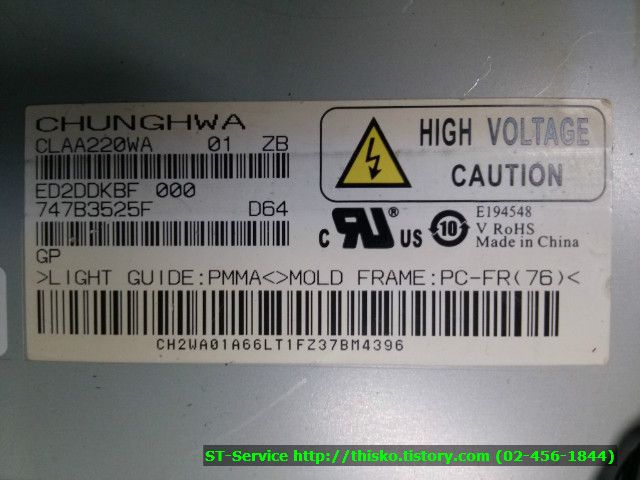 CHUNGHWA
CLAA220WA 01 ZB
ED2DDKBF 000
747B3525F D64
GP
HIGH VOLTAGE
CAUTION
c RU® US 10 E194548
V RoHS
Made in China
>LIGHT GUIDE:PMMA<>MOLD FRAME:PC-FR(76)<
CH2WA01A66LT1FZ37BM4396
ST-Service http://thisko.tistory.com (02-456-1844)